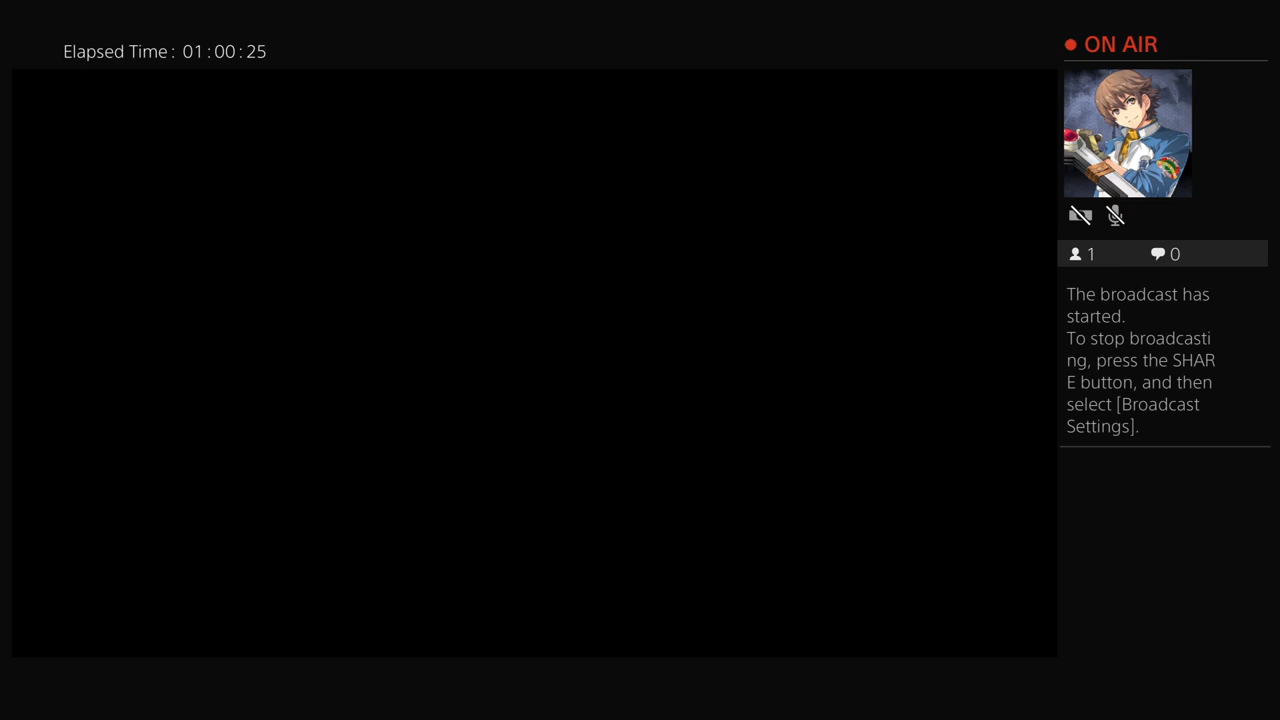 Elapsed Time: 01:00:25
ON AIR
1 0
The broadcast has
started.
To stop broadcasti
ng, press the SHAR
E button, and then
select [Broadcast
Settings].